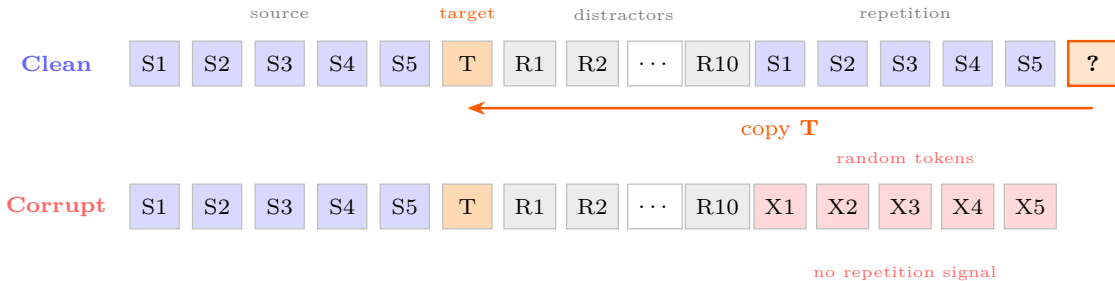 source target distractors repetition
Clean S1 S2 S3 S4 S5 T R1 R2 ··· R10 S1 S2 S3 S4 S5 ?
copy T
random tokens
Corrupt S1 S2 S3 S4 S5 T R1 R2 ··· R10 X1 X2 X3 X4 X5
no repetition signal